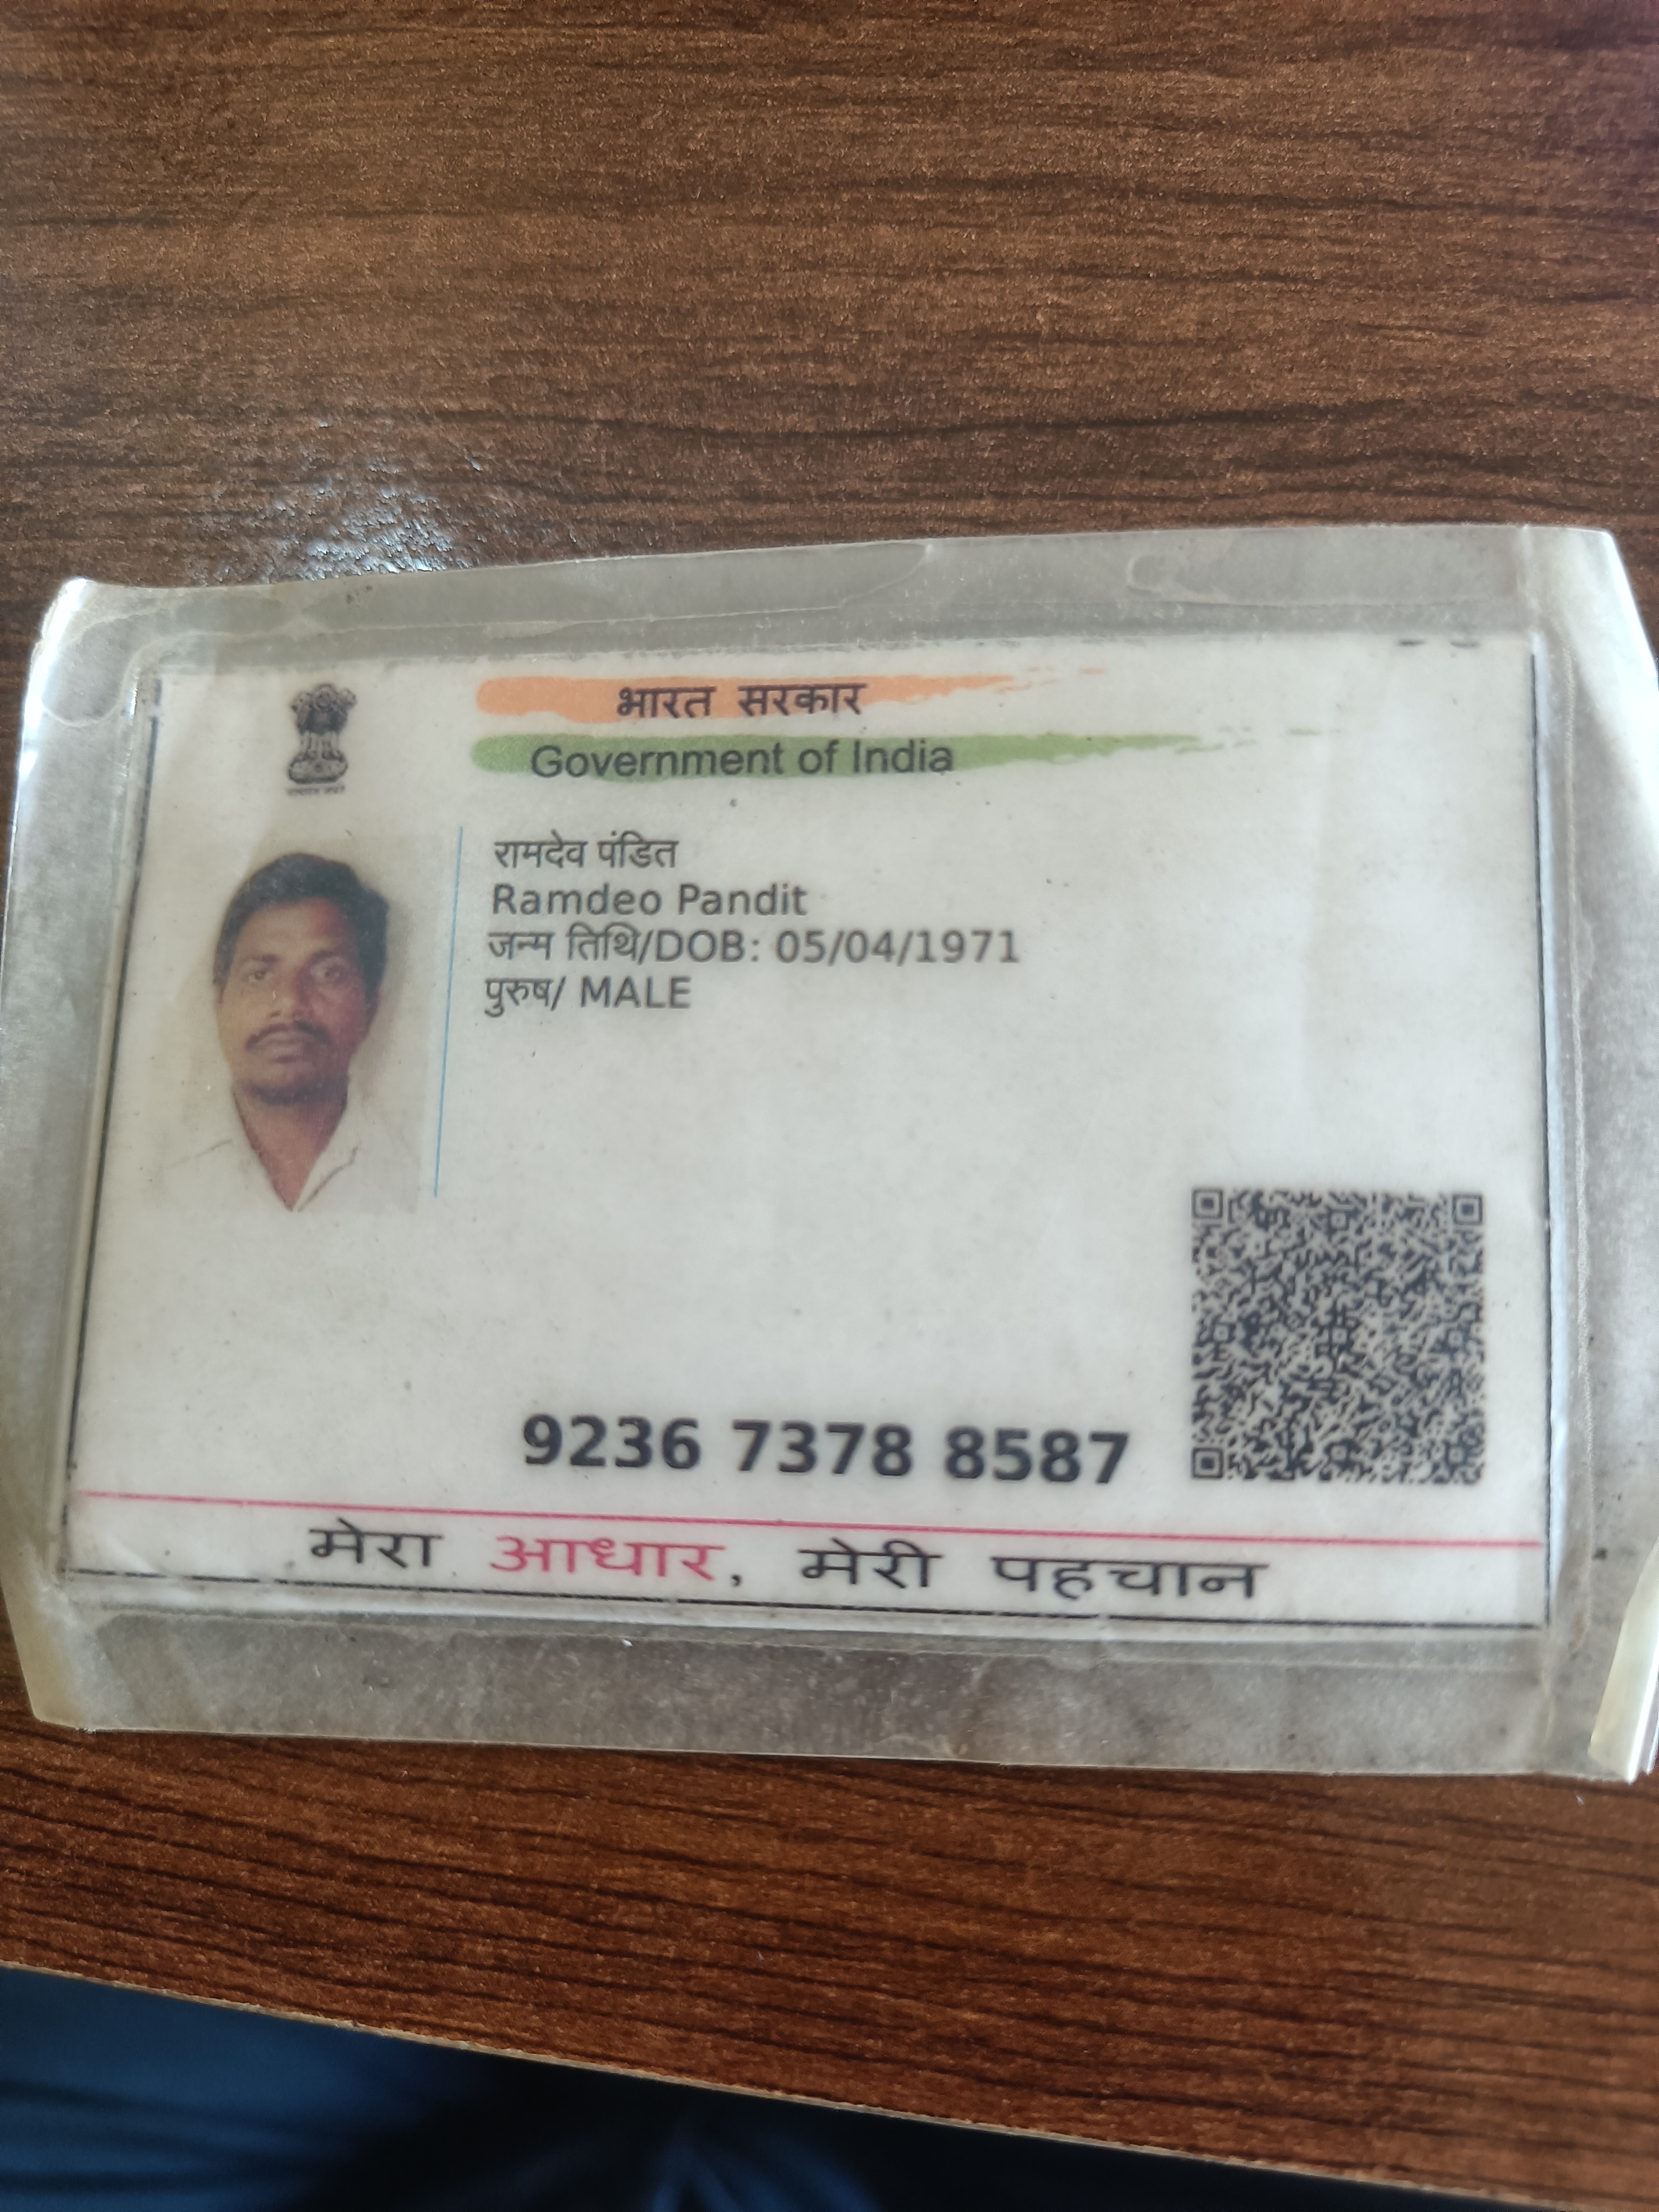 भारत सरकार
Government of India
रामदेव पंडित
Ramdeo Pandit
जन्म तिथि/DOB: 05/04/1971
पुरुष/ MALE
9236 7378 8587
मेरा आधार, मेरी पहचान